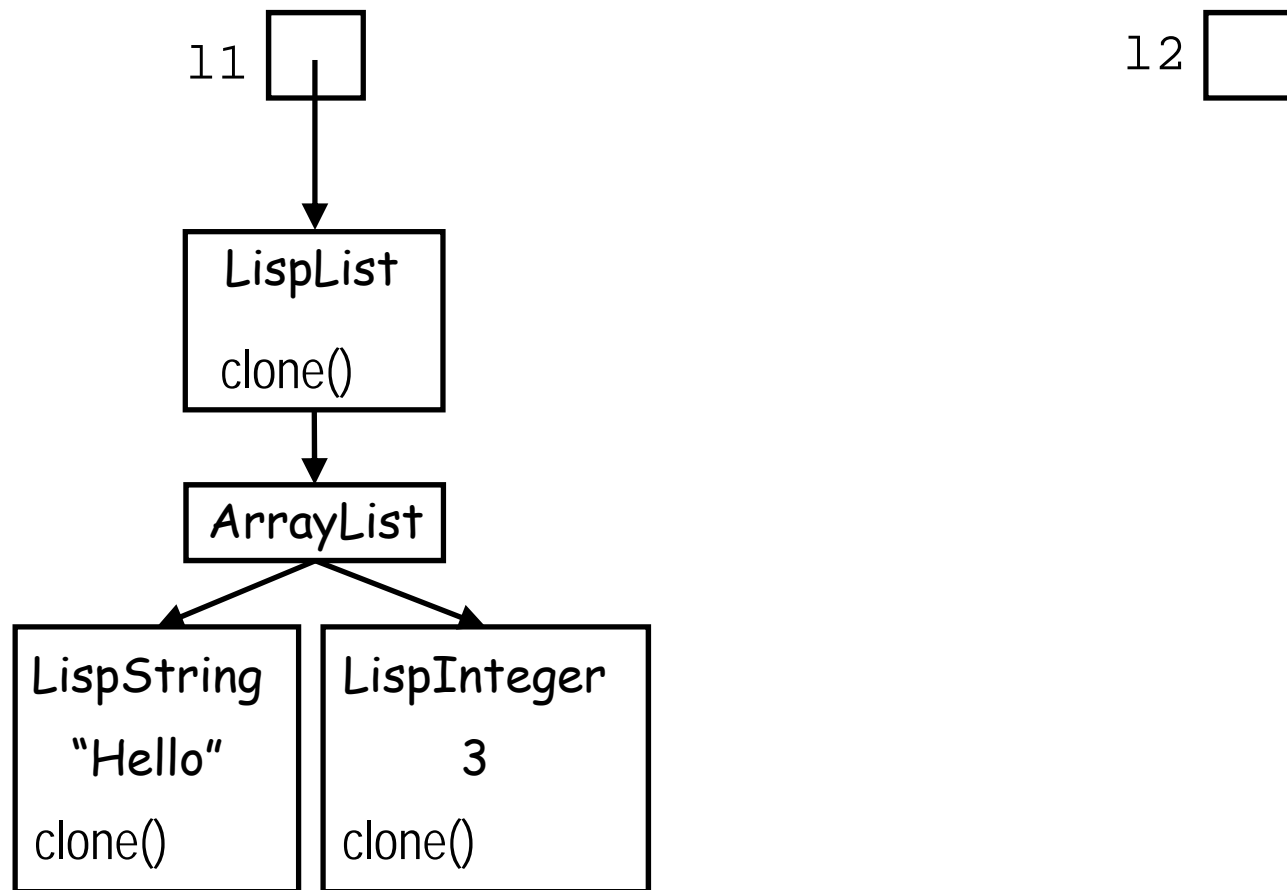 l1
l2
LispList
clone()
ArrayList
LispString
"Hello"
clone()
LispInteger
3
clone()